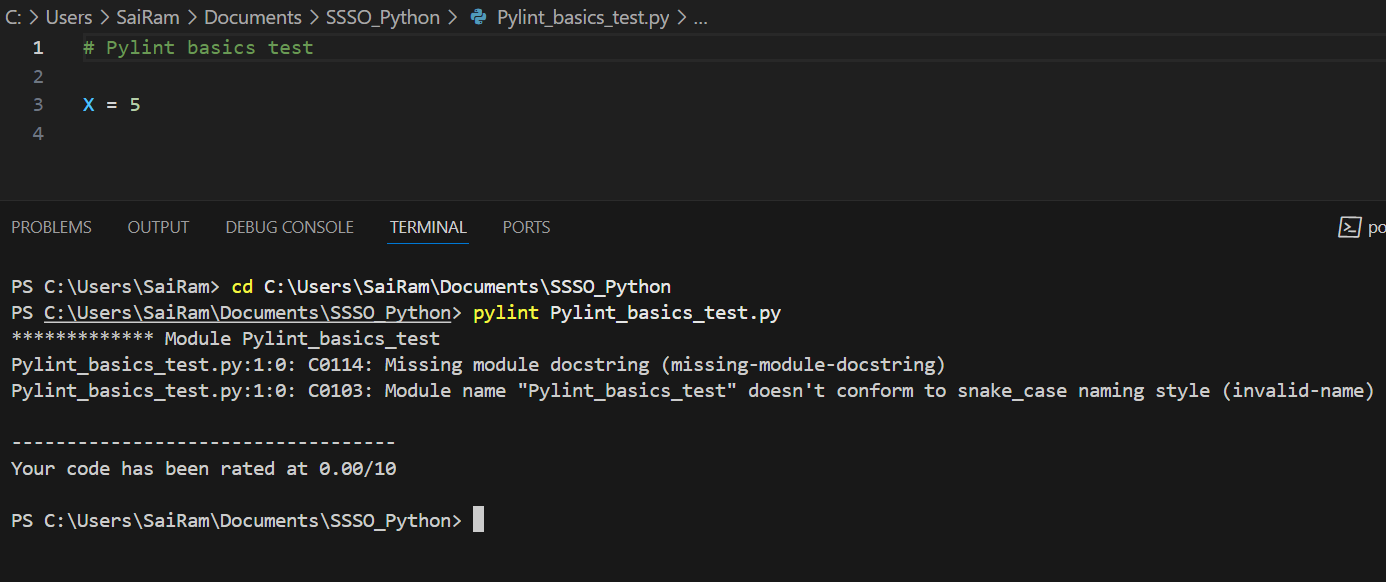 C: > Users > SaiRam > Documents > SSSO_Python > Pylint_basics_test.py > ...
1 # Pylint basics test
2
3 X = 5
4
PROBLEMS OUTPUT DEBUG CONSOLE TERMINAL PORTS po
PS C:\Users\SaiRam> cd C:\Users\SaiRam\Documents\SSSO_Python
PS C:\Users\SaiRam\Documents\SSSO_Python> pylint Pylint_basics_test.py
************* Module Pylint_basics_test
Pylint_basics_test.py:1:0: C0114: Missing module docstring (missing-module-docstring)
Pylint_basics_test.py:1:0: C0103: Module name "Pylint_basics_test" doesn't conform to snake_case naming style (invalid-name)
-----------------------------------
Your code has been rated at 0.00/10
PS C:\Users\SaiRam\Documents\SSSO_Python>